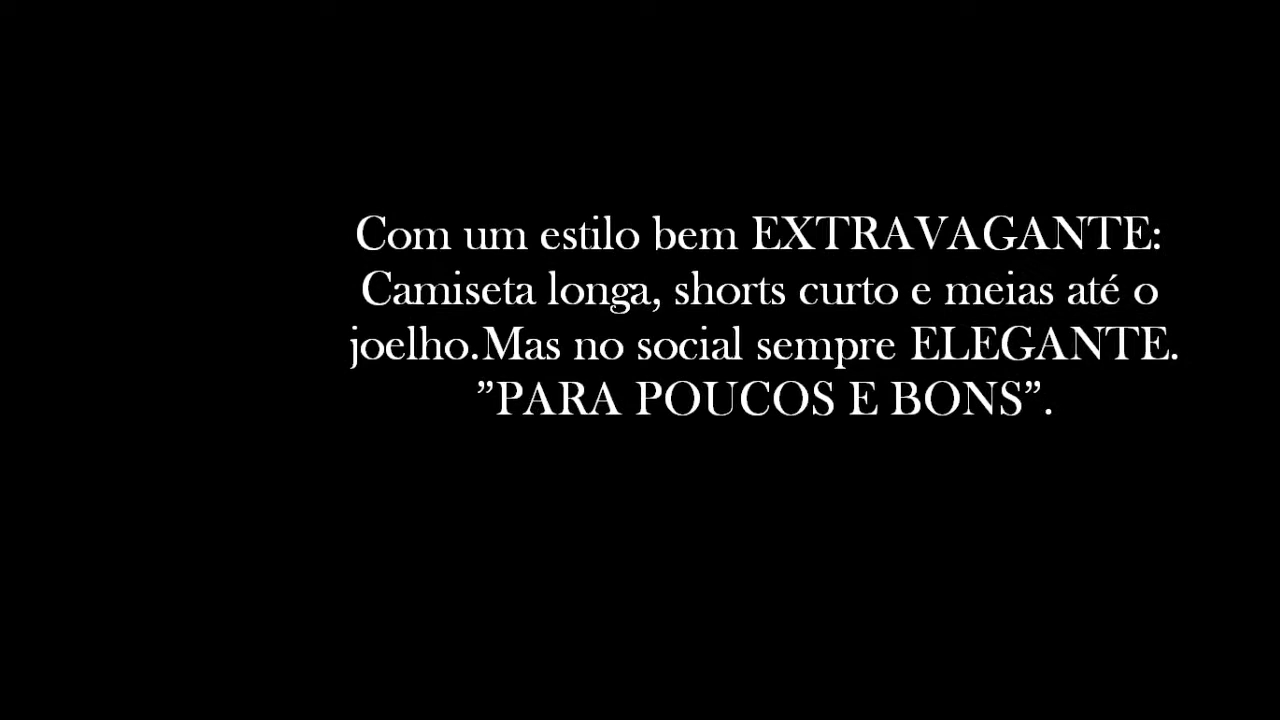 Com um estilo bem EXTRAVAGANTE:
Camiseta longa, shorts curto e meias até o
joelho.Mas no social sempre ELEGANTE.
”PARA POUCOS E BONS”.